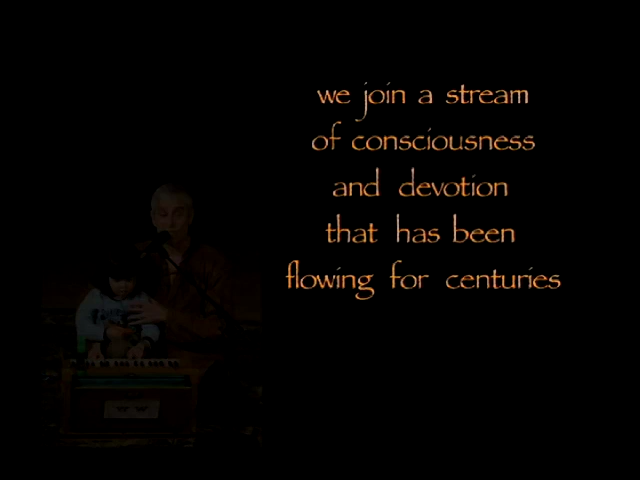 we join a stream
of consciousness
and devotion
that has been
flowing for centuries